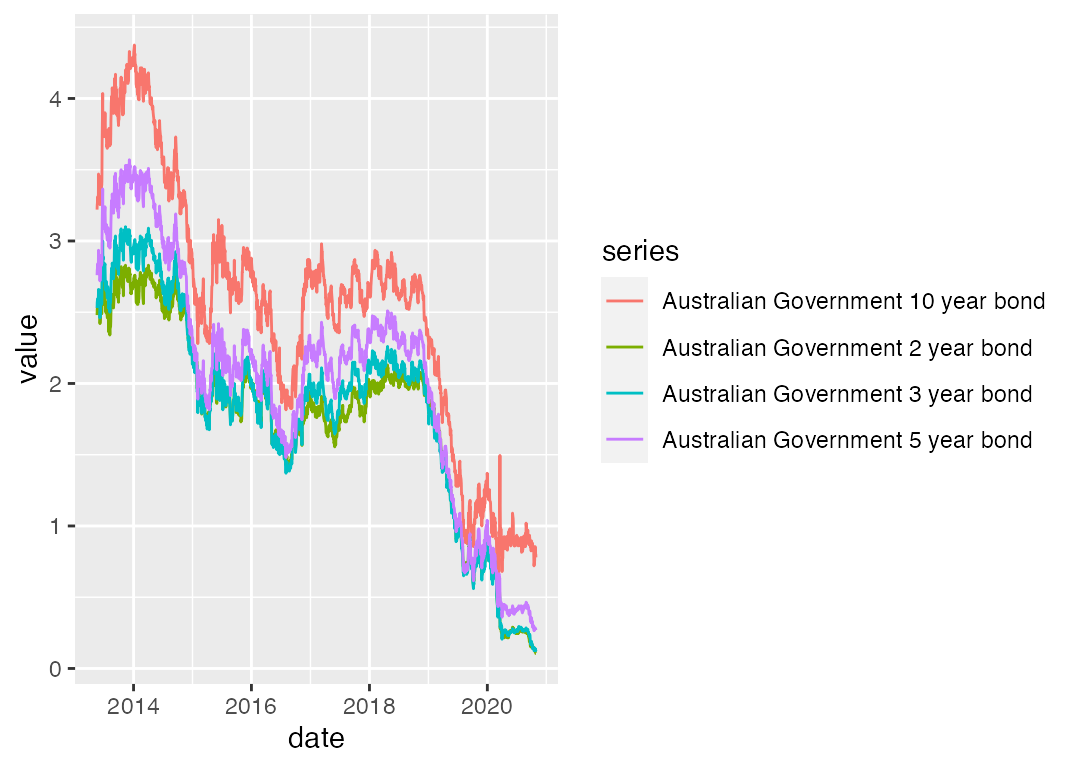 value
4
3
2
1
0
2014 2016 2018 2020
date
series
Australian Government 10 year bond
Australian Government 2 year bond
Australian Government 3 year bond
Australian Government 5 year bond